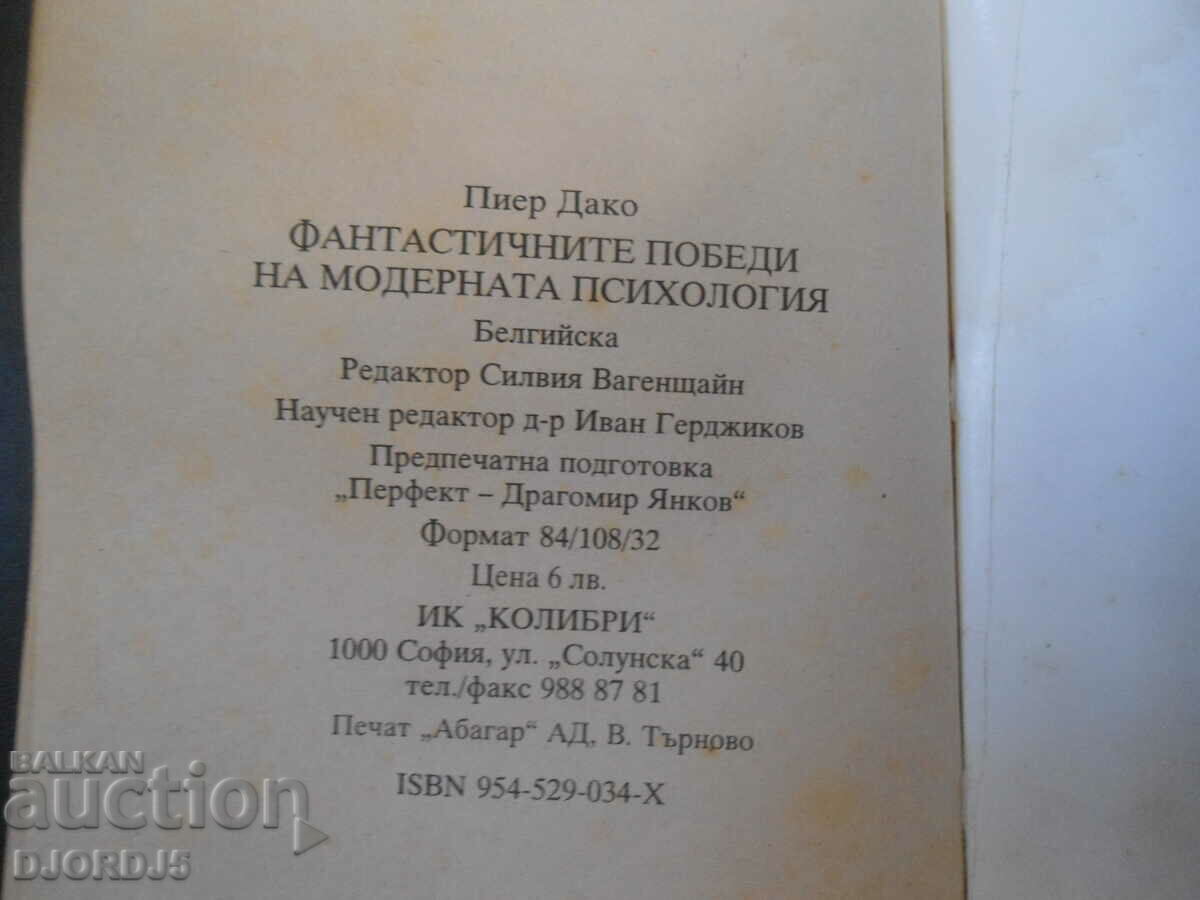 Пиер Дако
ФАНТАСТИЧНИТЕ ПОБЕДИ
НА МОДЕРНАТА ПСИХОЛОГИЯ
Белгийска
Редактор Силвия Вагенщайн
Научен редактор д-р Иван Герджиков
Предпечатна подготовка
„Перфект – Драгомир Янков“
Формат 84/108/32
Цена 6 лв.
ИК „КОЛИБРИ“
1000 София, ул. „Солунска“ 40
тел./факс 988 87 81
Печат „Абагар“ АД, В. Търново
ISBN 954-529-034-X
BALKAN
auction
DJORDJ5